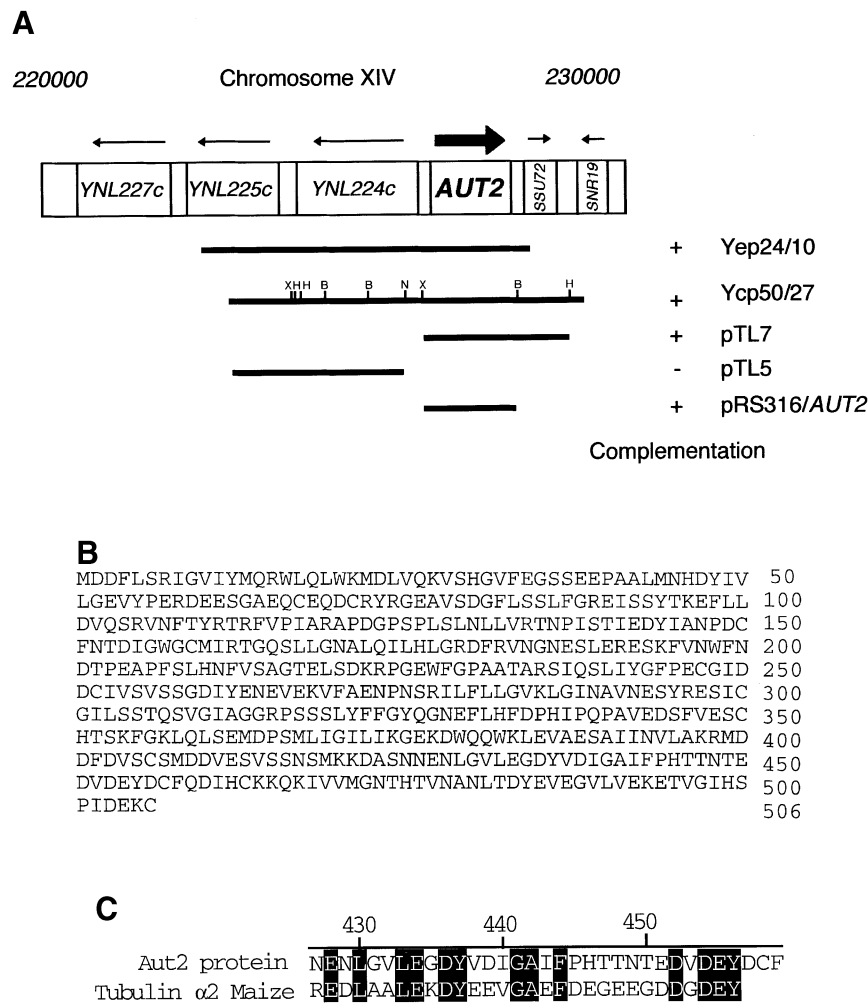 A
220000 Chromosome XIV 230000
YNL227c YNL225c YNL224c AUT2 SSU72 SNR19
+ Yep24/10
X H H B B N X B H
+ Ycp50/27
+ pTL7
- pTL5
+ pRS316/AUT2
Complementation
B
MDDFLSRIGVIYMQRWLQLWKMDLVQKVSHGVFEGSSEEPAALMNHDYIV 50
LGEVYPERDEESGAEQCEQDCRYRGEAVSDGFLSSLFGREISSYTKEFLL 100
DVQSRVNFTYRTRFVPIARAPDGPSPLSLNLLVRTNPISTIEDYIANPDC 150
FNTDIGWGCMIRTGQSLLGNALQILHLGRDFRVNGNESLERESKFVNWFN 200
DTPEAPFSLHNFVSAGTELSDKRPGEWFGPAATARSIQSLIYGFPECGID 250
DCIVSVSSGDIYENEVEKVFAENPNSRILFLLGVKLGINAVNESYRESIC 300
GILSSTQSVGIAGGRPSSSLYFFGYQGNEFLHFDPHIPQPAVEDSFVESC 350
HTSKFGKLQLSEMDPSMLIGILIKGEKDWQQWKLEVAESAIINVLAKRMD 400
DFDVSCSMDDVESVSSNSMKKDASNNENLGVLEGDYVDIGAIFPHTTNTE 450
DVDEYDCFQDIHCKKQKIVVMGNTHTVNANLTDYEVEGVLVEKETVGIHS 500
PIDEKC 506
C
430 440 450
Aut2 protein NENLGVLEGDYVDIGAIFPHTTNTEDVDEYDCF
Tubulin α2 Maize REDLAALEKDYEEVGAEFDEGEEGDDGDEY